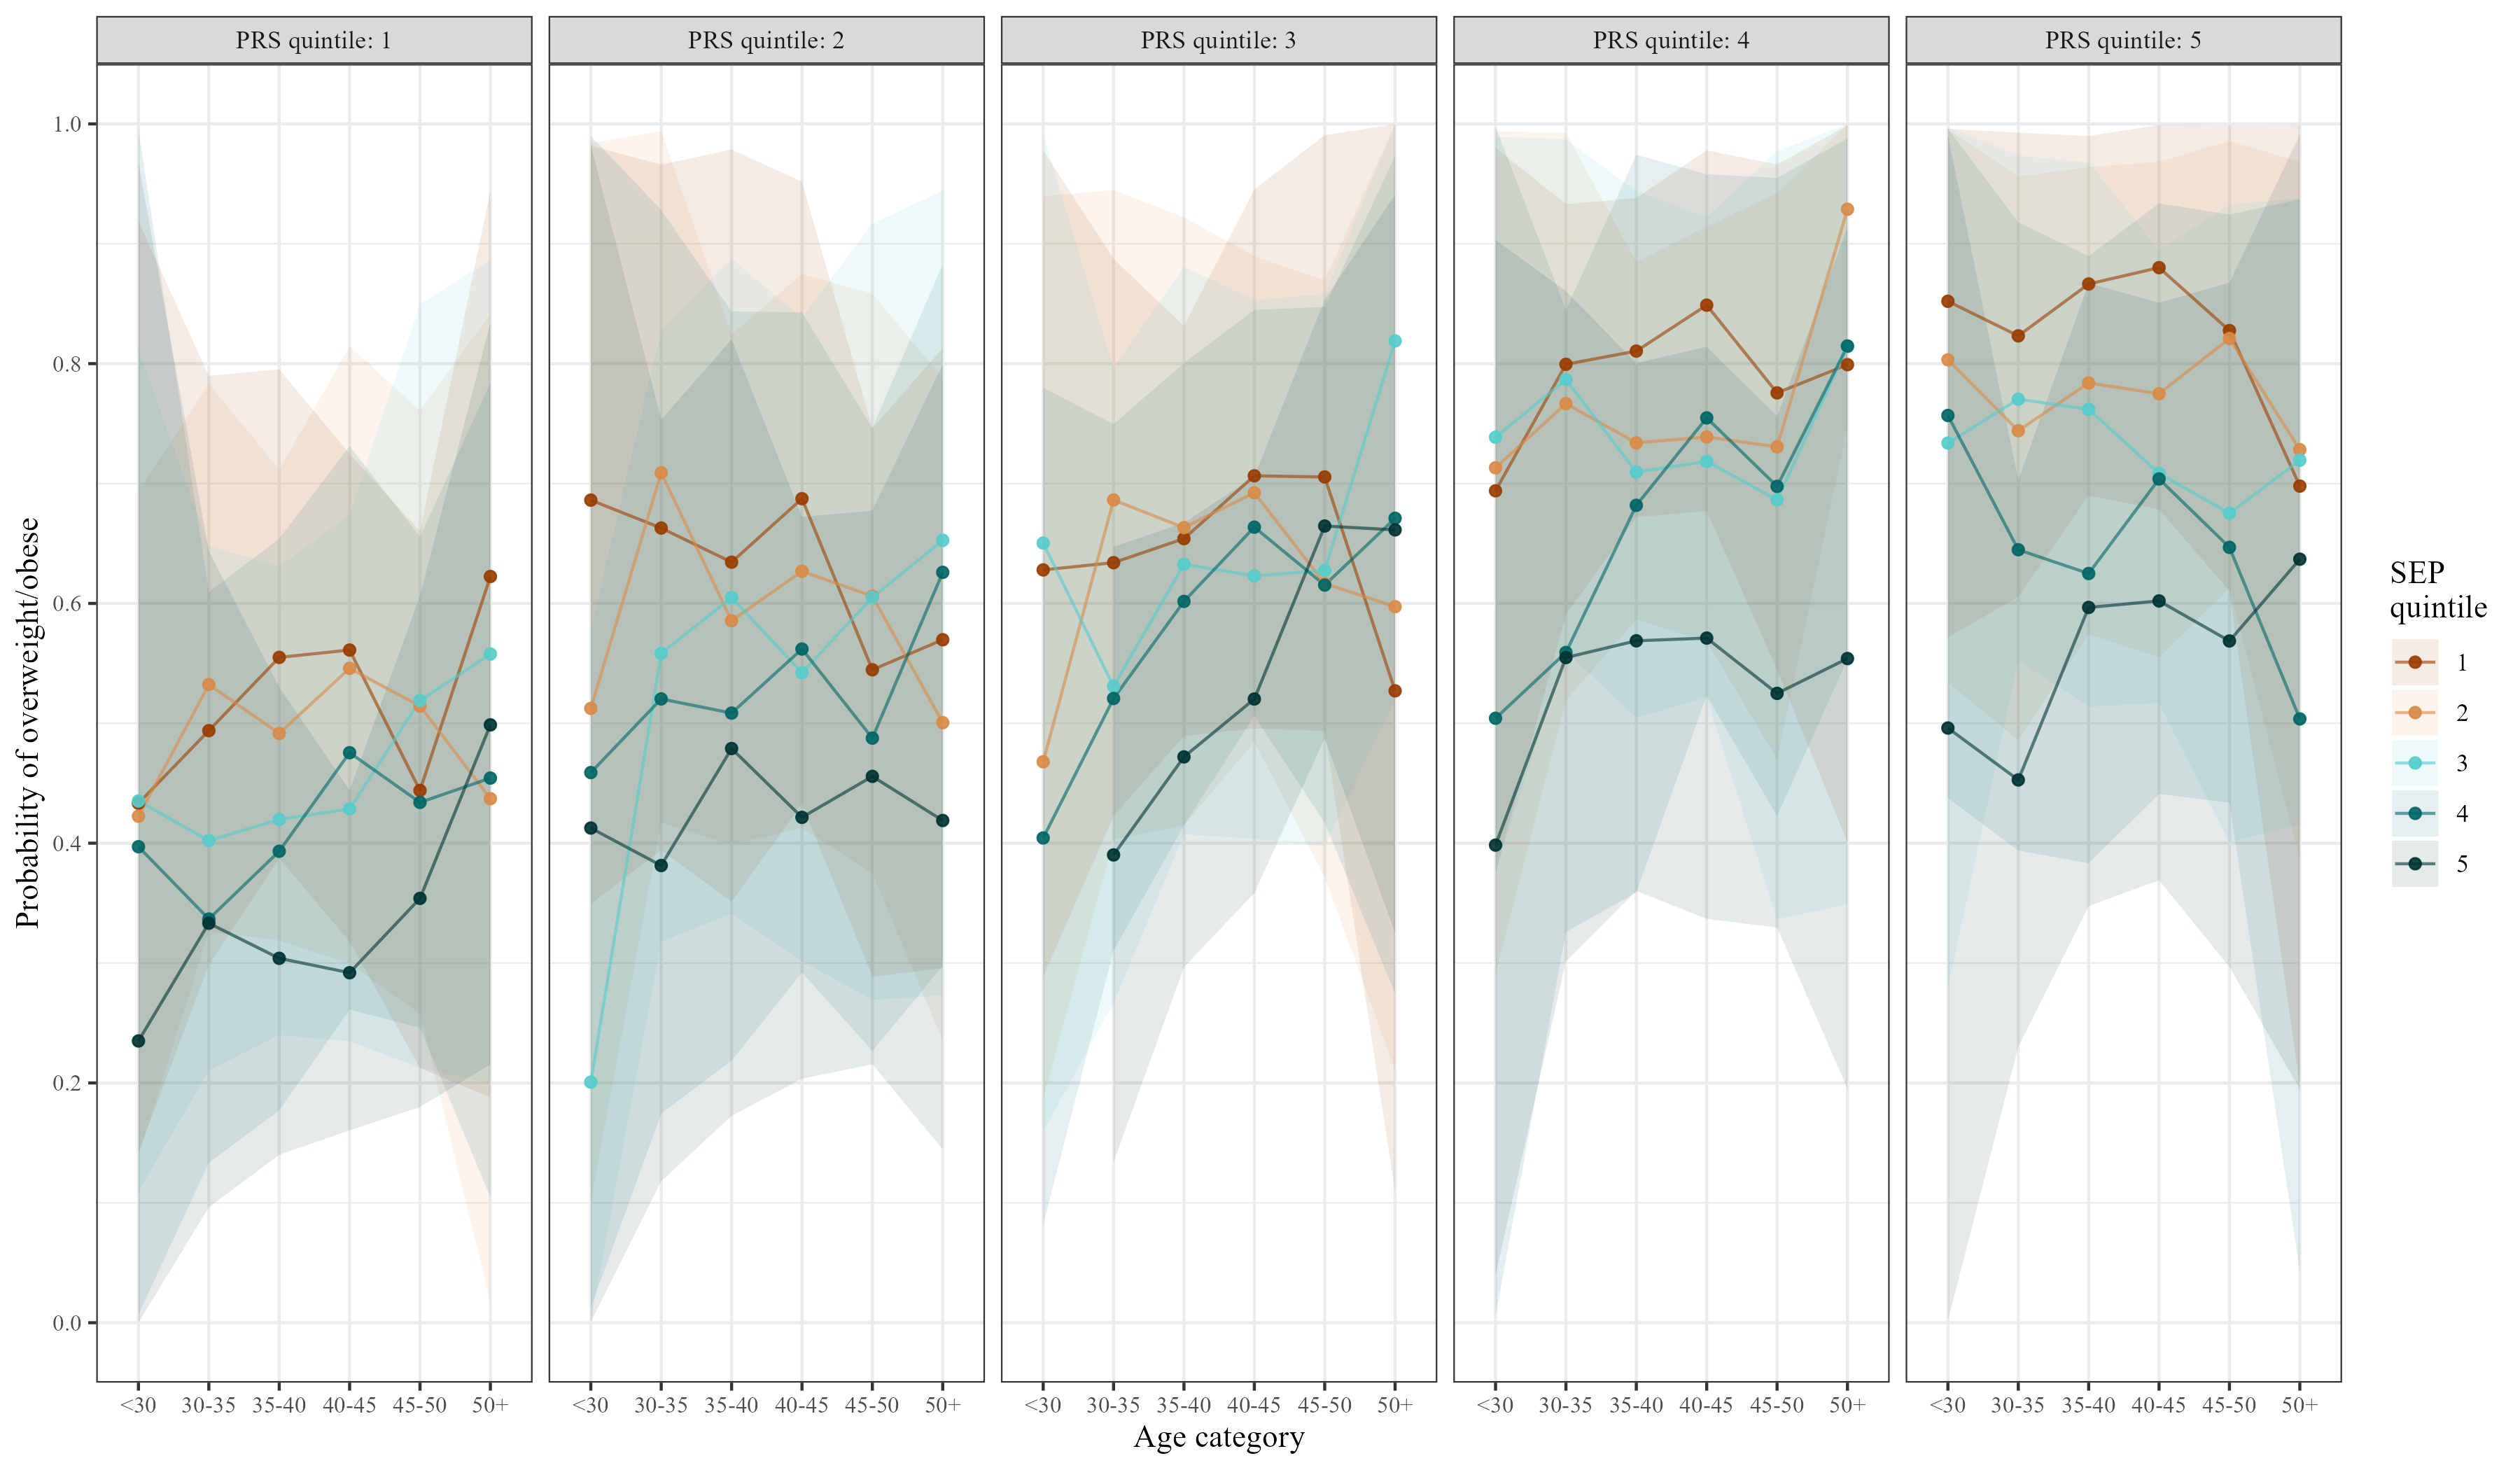 PRS quintile: 1
PRS quintile: 2
PRS quintile: 3
PRS quintile: 4
PRS quintile: 5
Probability of overweight/obese
1.0
0.8
0.6
0.4
0.2
0.0
<30 30-35 35-40 40-45 45-50 50+
<30 30-35 35-40 40-45 45-50 50+
<30 30-35 35-40 40-45 45-50 50+
<30 30-35 35-40 40-45 45-50 50+
<30 30-35 35-40 40-45 45-50 50+
Age category
SEP
quintile
1
2
3
4
5